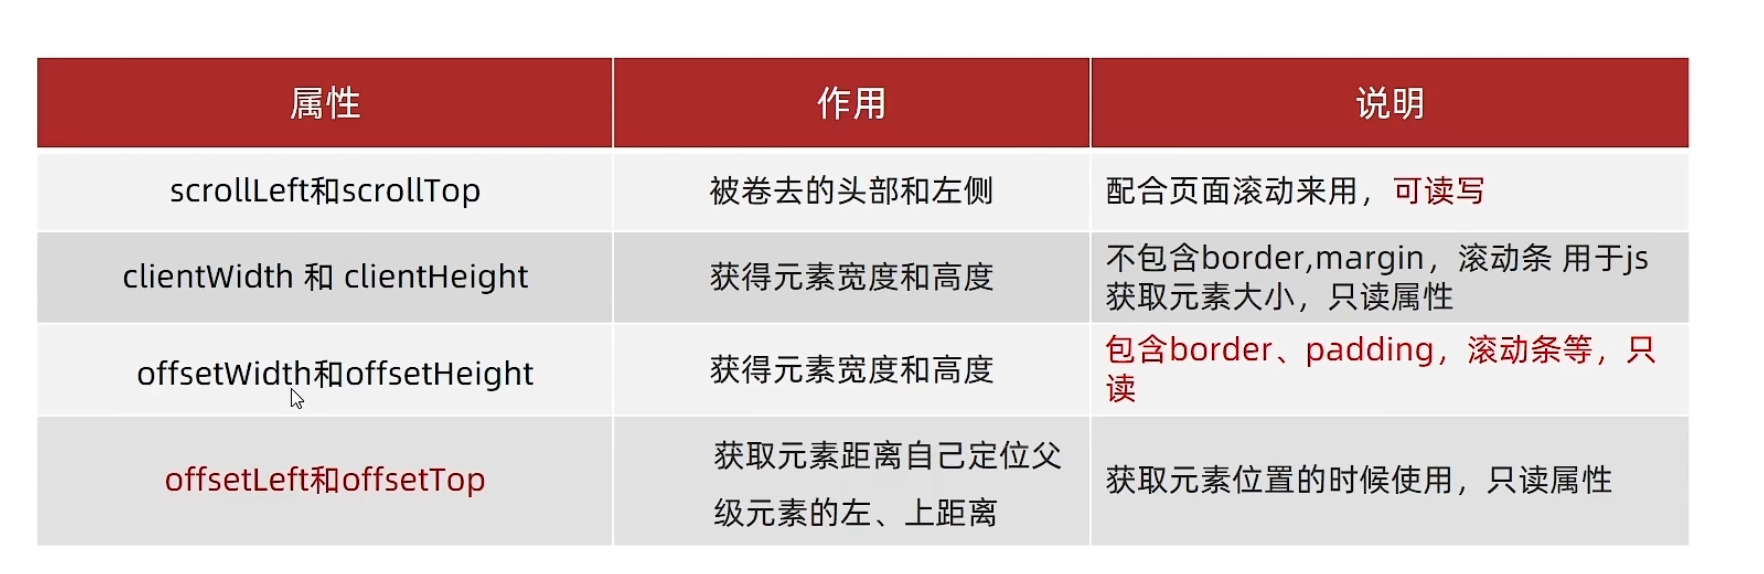 属性
作用
说明
scrollLeft和scrollTop
被卷去的头部和左侧
配合页面滚动来用，可读写
clientWidth 和 clientHeight
获得元素宽度和高度
不包含border,margin，滚动条 用于js
获取元素大小，只读属性
offsetWidth和offsetHeight
获得元素宽度和高度
包含border、padding，滚动条等，只
读
offsetLeft和offsetTop
获取元素距离自己定位父
级元素的左、上距离
获取元素位置的时候使用，只读属性